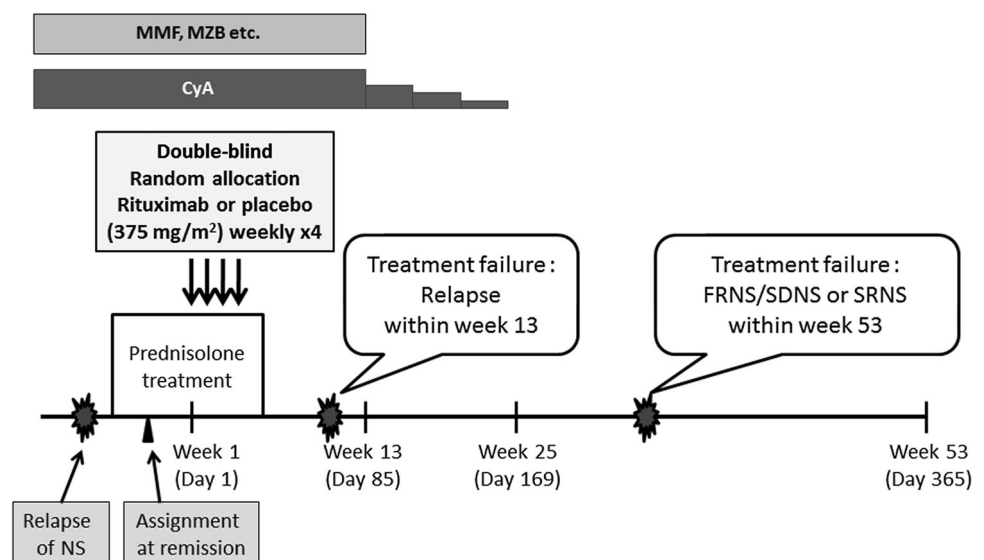 MMF, MZB etc.
CyA
Double-blind
Random allocation
Rituximab or placebo
(375 mg/m²) weekly x4
Treatment failure :
Relapse
within week 13
Treatment failure :
FRNS/SDNS or SRNS
within week 53
Prednisolone
treatment
Week 1
(Day 1)
Week 13
(Day 85)
Week 25
(Day 169)
Week 53
(Day 365)
Relapse
of NS
Assignment
at remission